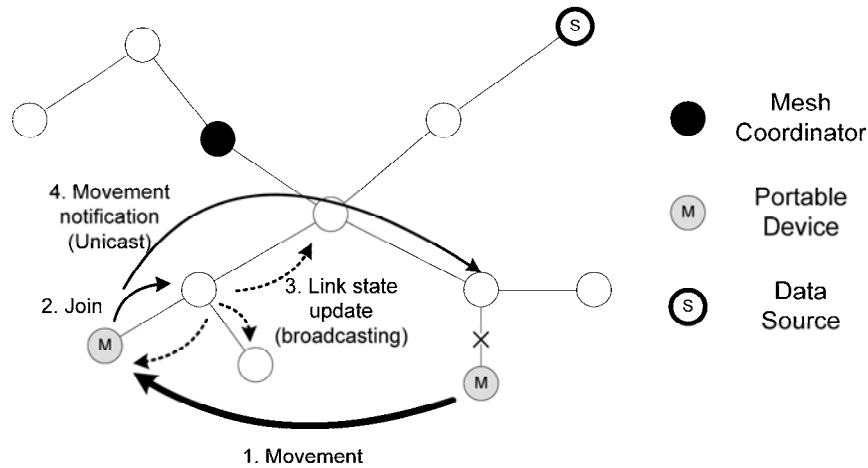 S
Mesh
Coordinator
4. Movement
notification
(Unicast)
M
Portable
Device
2. Join
3. Link state
update
(broadcasting)
S
Data
Source
M
M
1. Movement